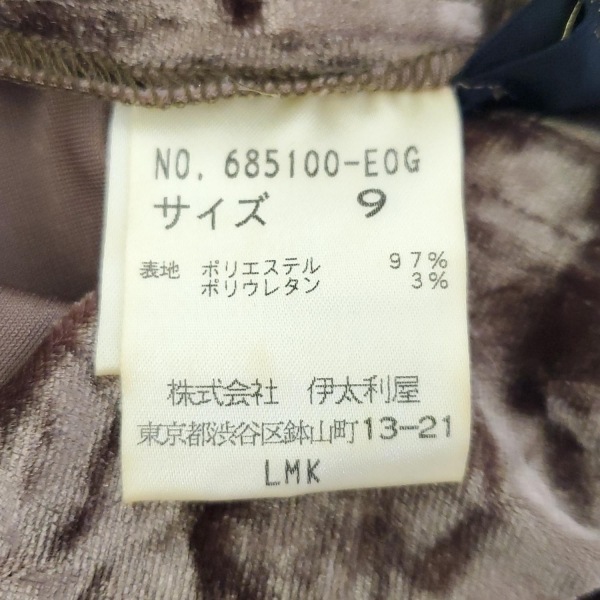 NO. 685100-EOG
サイズ 9
表地 ポリエステル 97%
ポリウレタン 3%
株式会社 伊太利屋
東京都渋谷区鉢山町13-21
LMK